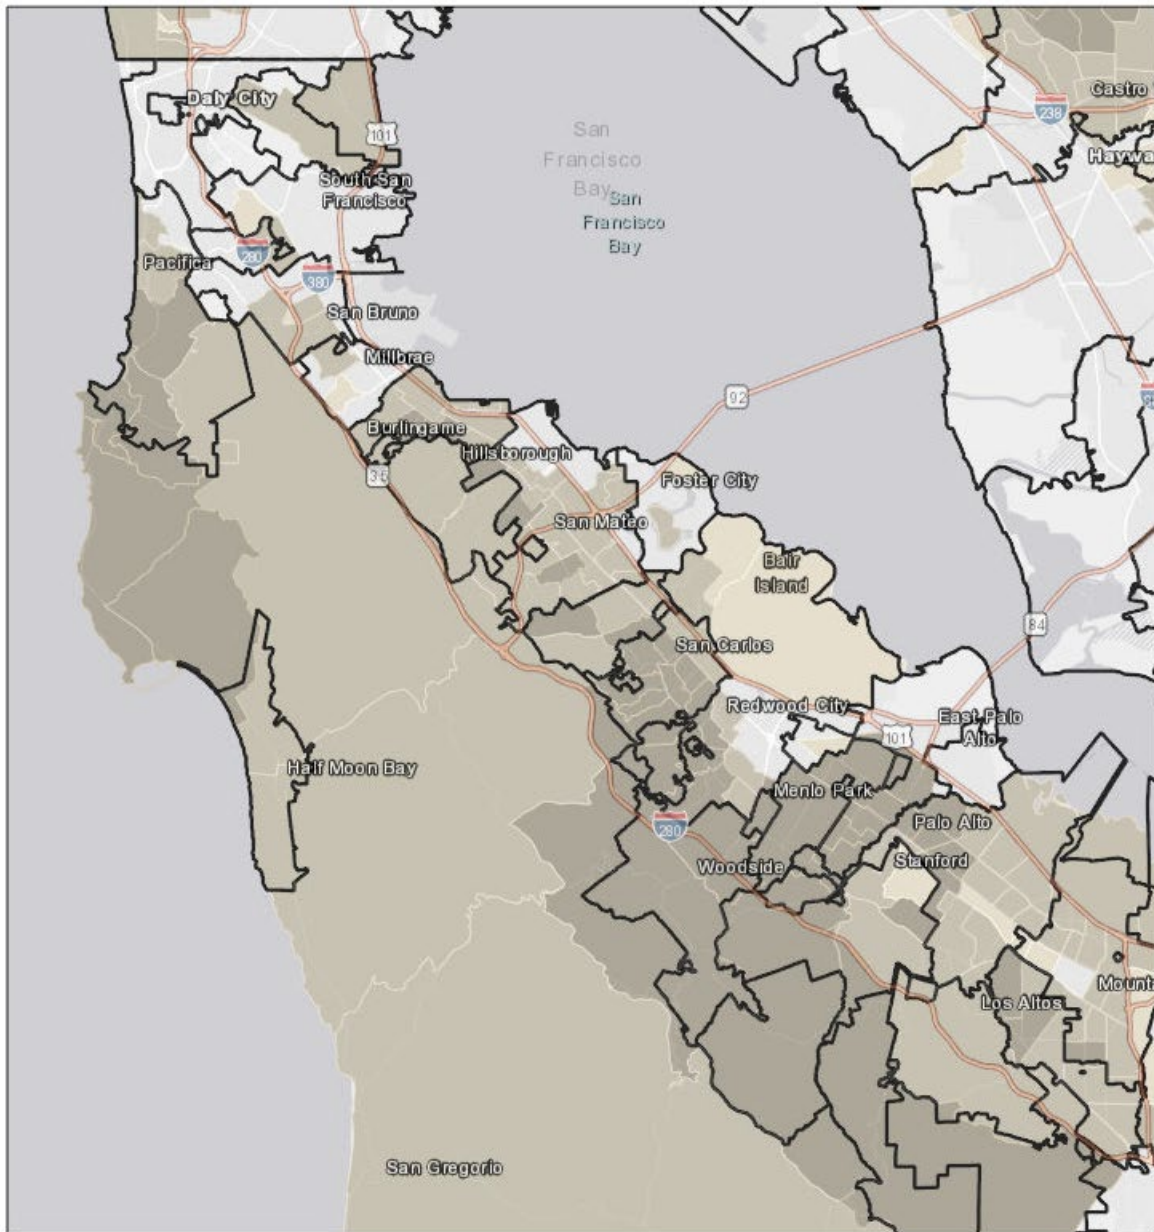 Castro
238
Daly City
101
San
Francisco
Bay
Haywa
South San
Francisco
San
Francisco
Bay
Pacifica
280
380
San Bruno
Millbrae
92
Burlingame
Hillsborough
35
Foster City
San Mateo
Bair
Island
84
San Carlos
Redwood City
East Palo
Alto
101
Half Moon Bay
Menlo Park
Palo Alto
280
Woodside
Stanford
Mounta
Los Altos
San Gregorio